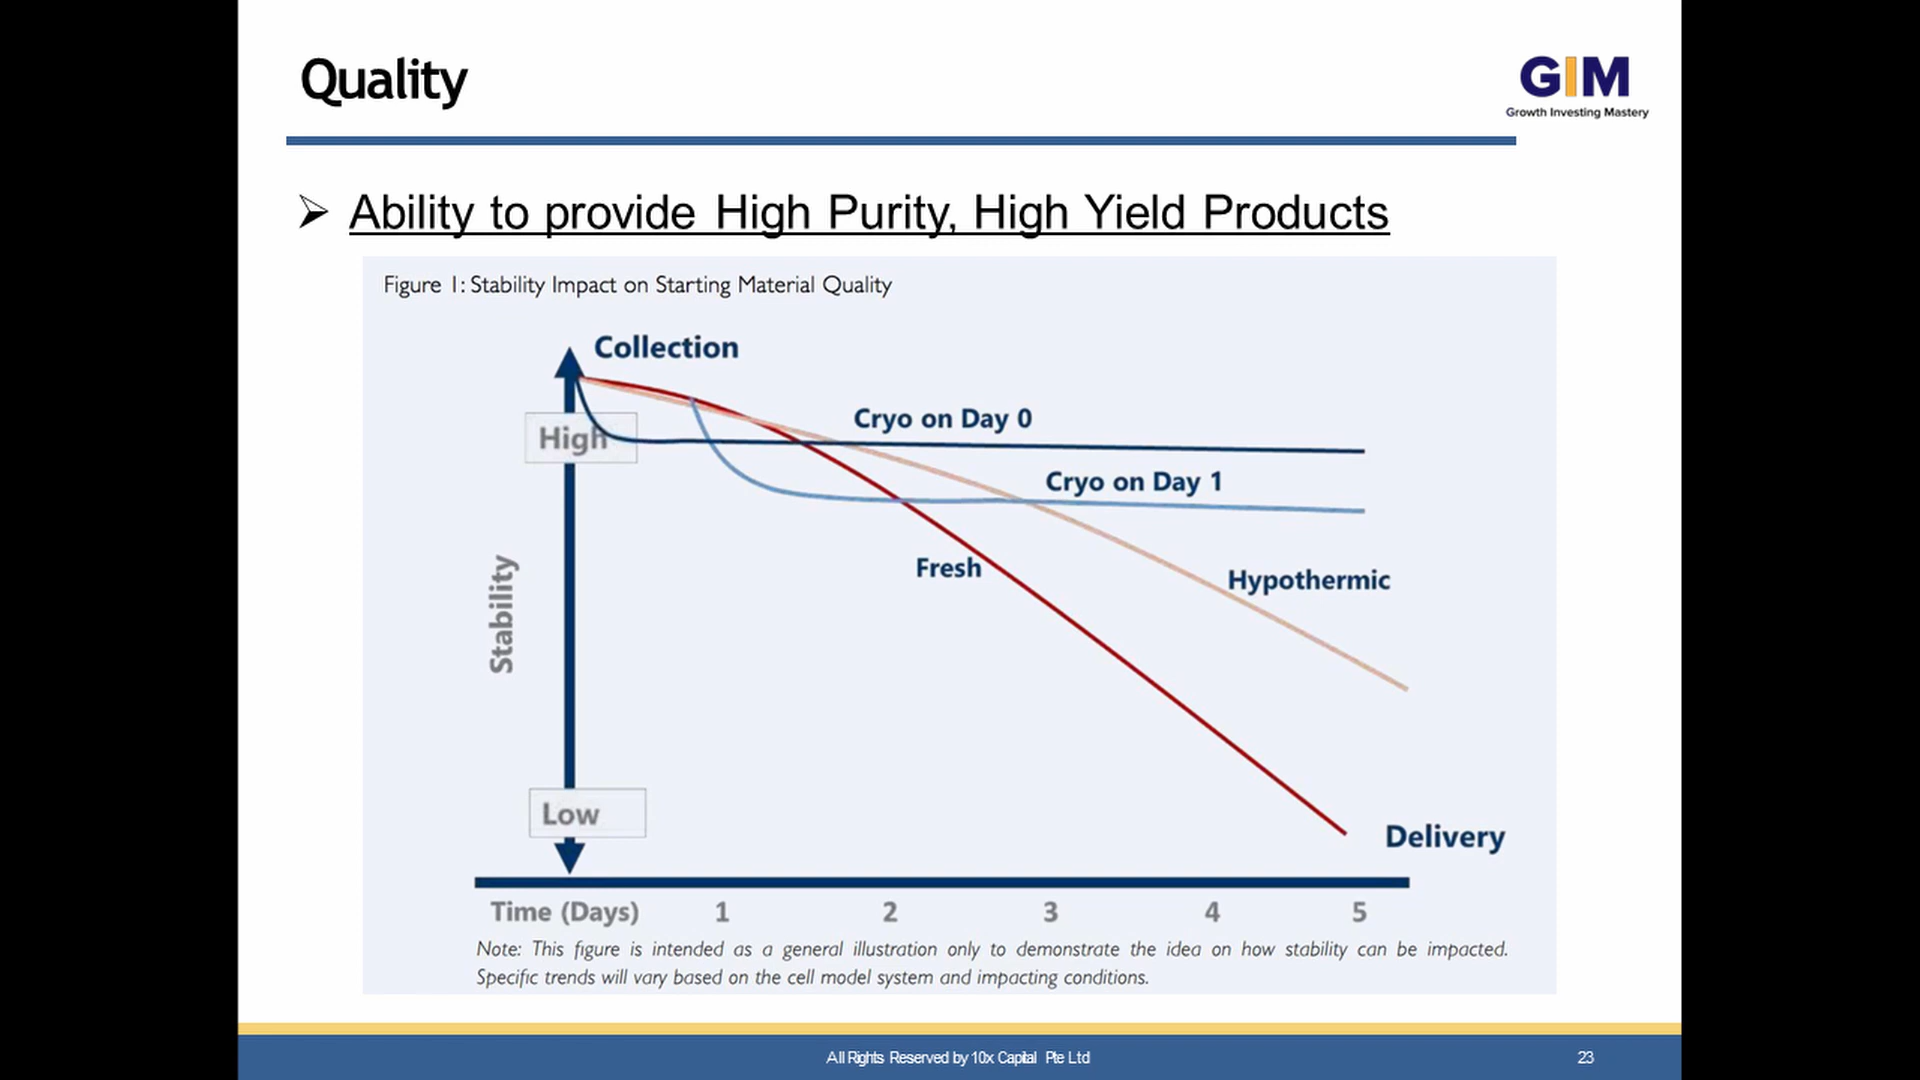 Quality
GIM
Growth Investing Mastery
Ability to provide High Purity, High Yield Products
Figure 1: Stability Impact on Starting Material Quality
Collection
High
Cryo on Day 0
Cryo on Day 1
Fresh
Hypothermic
Stability
Low
Delivery
Time (Days) 1 2 3 4 5
Note: This figure is intended as a general illustration only to demonstrate the idea on how stability can be impacted.
Specific trends will vary based on the cell model system and impacting conditions.
All Rights Reserved by 10x Capital Pte Ltd
23